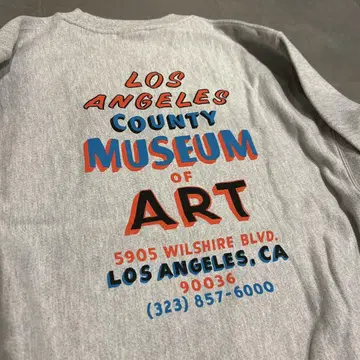 LOS
ANGELES
COUNTY
MUSEUM
OF
ART
5905 WILSHIRE BLVD.
LOS ANGELES, CA
90036
(323) 857-6000